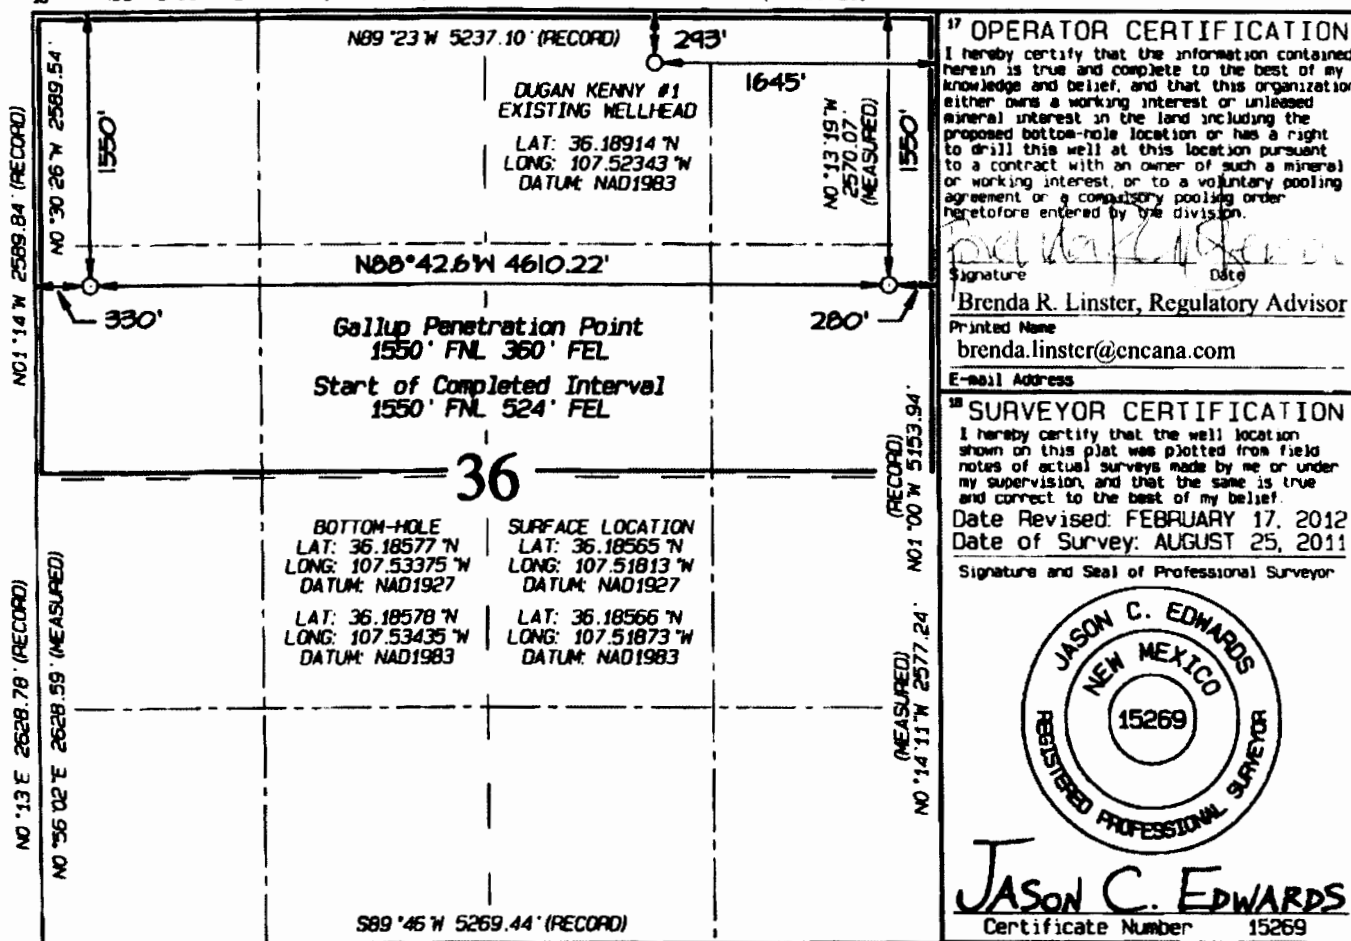 N89°23'W 5237.10' (RECORD)
293'
1645'
DUGAN KENNY #1
EXISTING WELLHEAD
LAT: 36.18914°N
LONG: 107.52343°W
DATUM: NAD1983
N0°30'26"W 2589.54'
N01°14'W 2589.84' (RECORD)
1550'
N0°13'19"W
2570.07'
(MEASURED)
1550'
N88°42.6'W 4610.22'
330'
280'
Gallup Penetration Point
1550' FNL 360' FEL
Start of Completed Interval
1550' FNL 524' FEL
36
BOTTOM-HOLE
LAT: 36.18577°N
LONG: 107.53375°W
DATUM: NAD1927
LAT: 36.18578°N
LONG: 107.53435°W
DATUM: NAD1983
SURFACE LOCATION
LAT: 36.18565°N
LONG: 107.51813°W
DATUM: NAD1927
LAT: 36.18566°N
LONG: 107.51873°W
DATUM: NAD1983
N0°13'E 2628.78' (RECORD)
N0°56'02"E 2628.59' (MEASURED)
(RECORD)
N01°00'W 5153.94'
(MEASURED)
N0°14'11"W 2577.24'
S89°46'W 5269.44' (RECORD)
17 OPERATOR CERTIFICATION
I hereby certify that the information contained
herein is true and complete to the best of my
knowledge and belief, and that this organization
either owns a working interest or unleased
mineral interest in the land including the
proposed bottom-hole location or has a right
to drill this well at this location pursuant
to a contract with an owner of such a mineral
or working interest, or to a voluntary pooling
agreement or a compulsory pooling order
heretofore entered by the division.
Signature Date
Brenda R. Linster, Regulatory Advisor
Printed Name
brenda.linster@encana.com
E-mail Address
18 SURVEYOR CERTIFICATION
I hereby certify that the well location
shown on this plat was plotted from field
notes of actual surveys made by me or under
my supervision, and that the same is true
and correct to the best of my belief.
Date Revised: FEBRUARY 17, 2012
Date of Survey: AUGUST 25, 2011
Signature and Seal of Professional Surveyor
JASON C. EDWARDS
NEW MEXICO
15269
REGISTERED PROFESSIONAL SURVEYOR
JASON C. EDWARDS
Certificate Number 15269